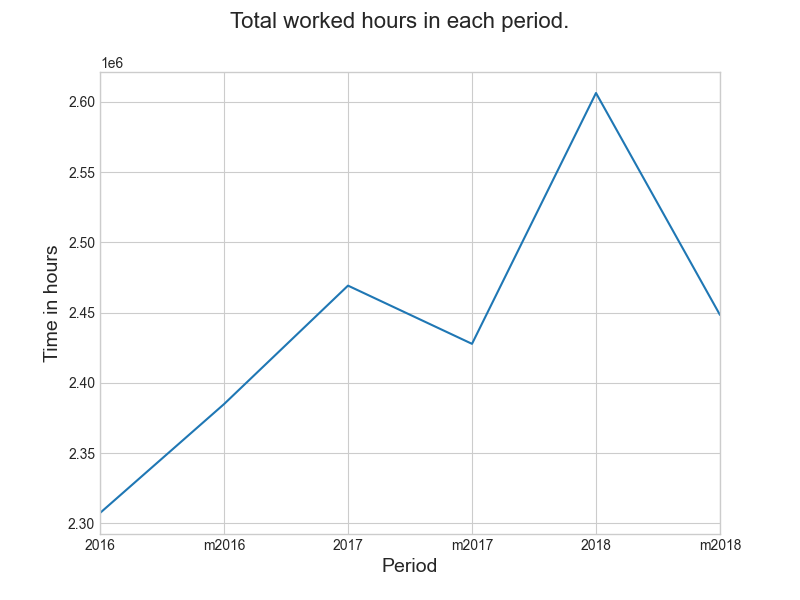 Total worked hours in each period.
1e6
2.60
2.55
2.50
2.45
2.40
2.35
2.30
Time in hours
2016 m2016 2017 m2017 2018 m2018
Period